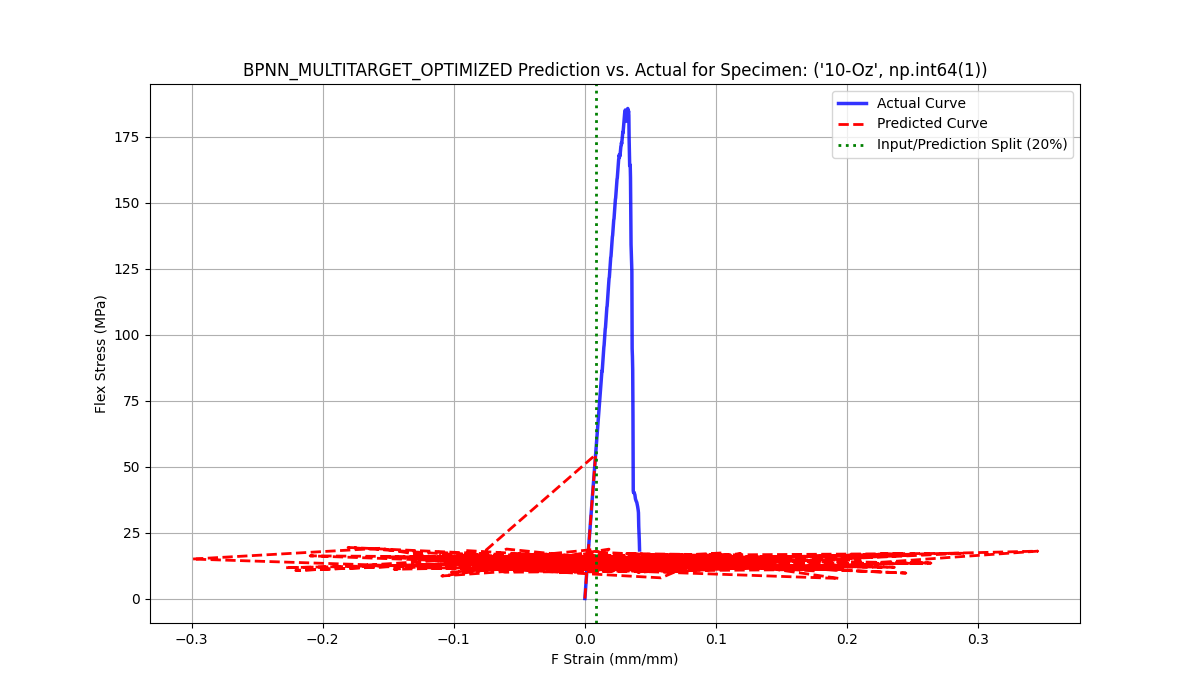 BPNN_MULTITARGET_OPTIMIZED Prediction vs. Actual for Specimen: ('10-Oz', np.int64(1))
Actual Curve
Predicted Curve
Input/Prediction Split (20%)
Flex Stress (MPa)
175
150
125
100
75
50
25
0
−0.3 −0.2 −0.1 0.0 0.1 0.2 0.3
F Strain (mm/mm)